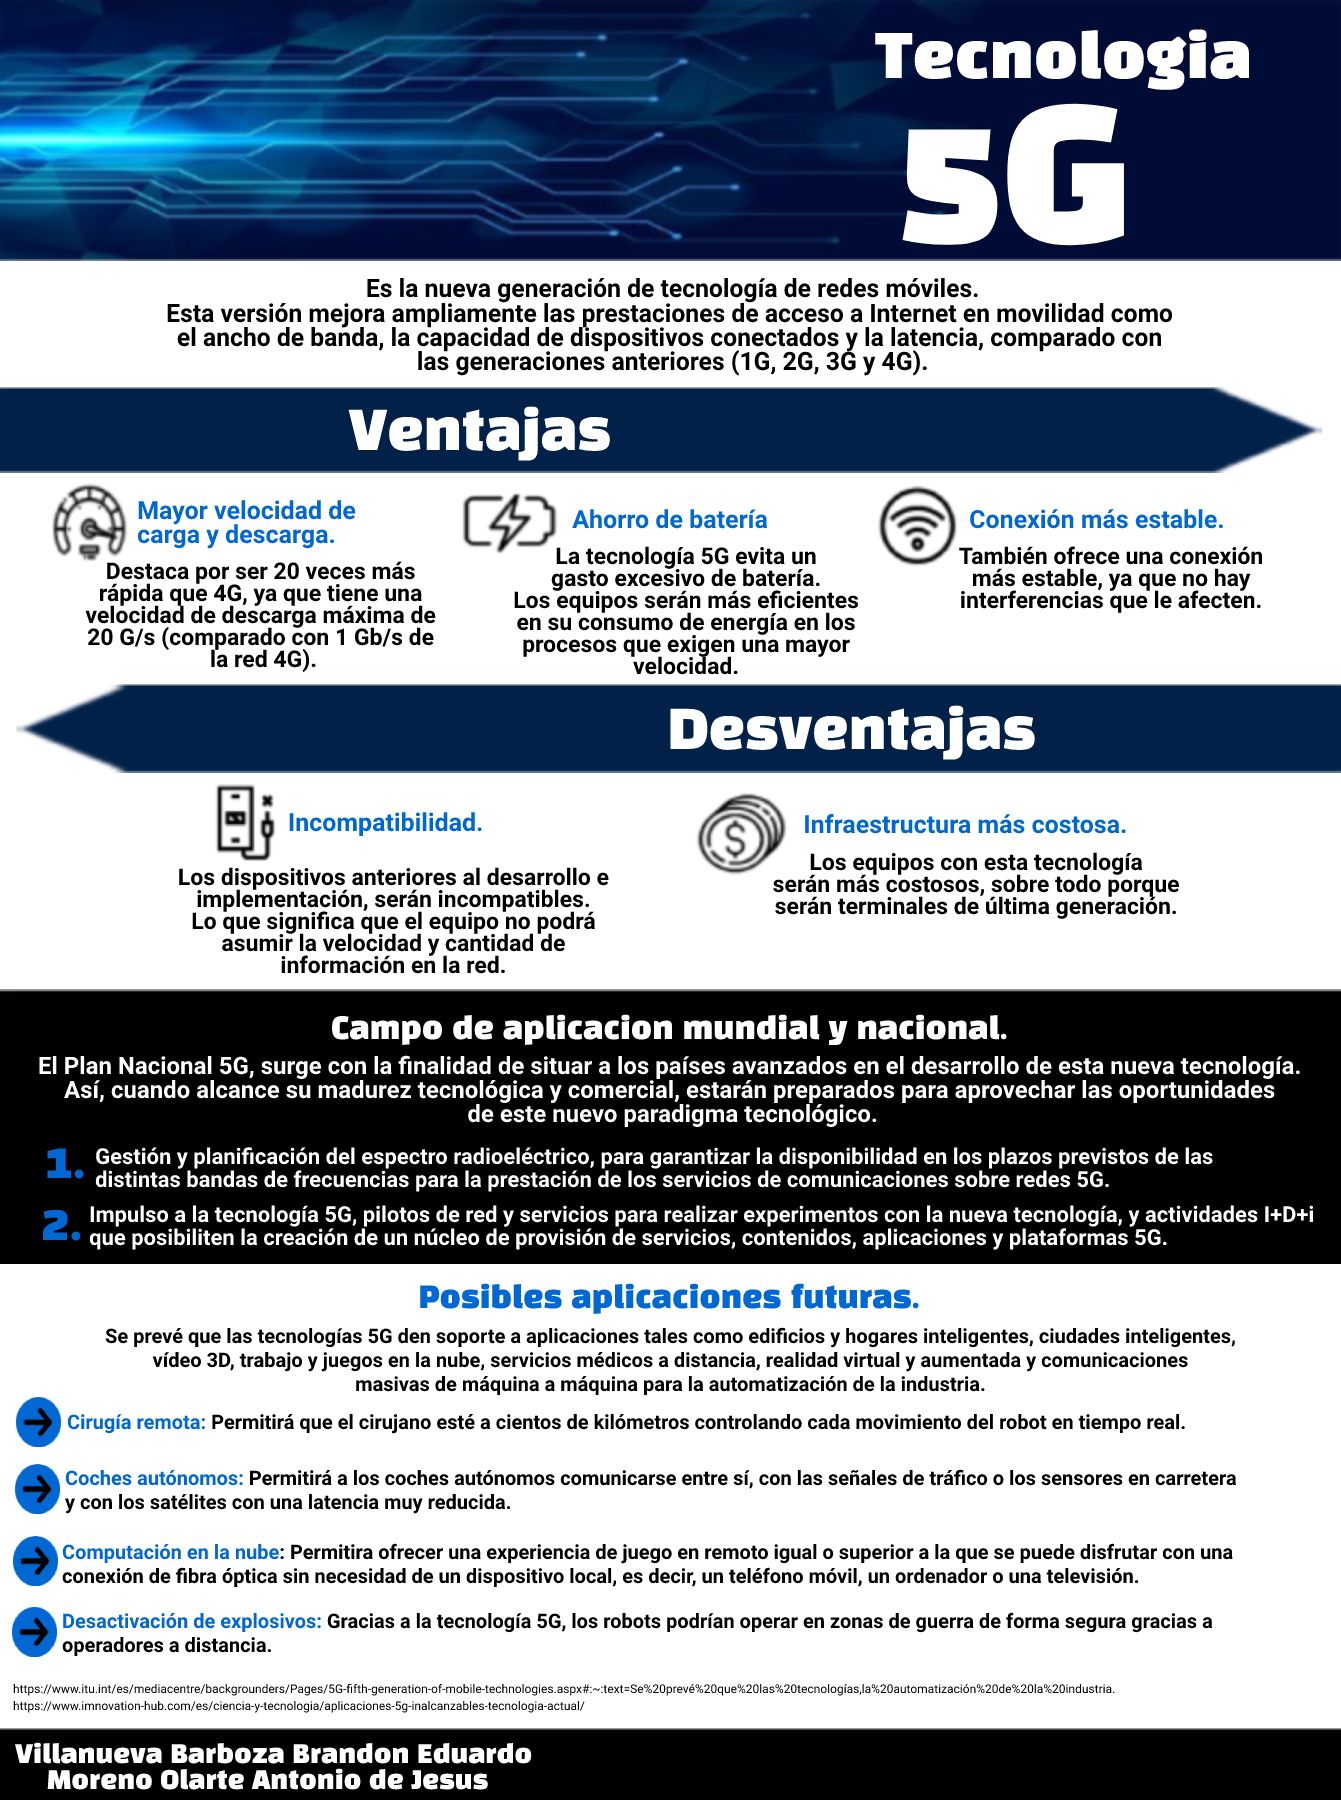 Tecnologia
5G
Es la nueva generación de tecnología de redes móviles.
Esta versión mejora ampliamente las prestaciones de acceso a Internet en movilidad como
el ancho de banda, la capacidad de dispositivos conectados y la latencia, comparado con
las generaciones anteriores (1G, 2G, 3G y 4G).
Ventajas
Mayor velocidad de
carga y descarga.
Destaca por ser 20 veces más
rápida que 4G, ya que tiene una
velocidad de descarga máxima de
20 G/s (comparado con 1 Gb/s de
la red 4G).
Ahorro de batería
La tecnología 5G evita un
gasto excesivo de batería.
Los equipos serán más eficientes
en su consumo de energía en los
procesos que exigen una mayor
velocidad.
Conexión más estable.
También ofrece una conexión
más estable, ya que no hay
interferencias que le afecten.
Desventajas
Incompatibilidad.
Los dispositivos anteriores al desarrollo e
implementación, serán incompatibles.
Lo que significa que el equipo no podrá
asumir la velocidad y cantidad de
información en la red.
Infraestructura más costosa.
Los equipos con esta tecnología
serán más costosos, sobre todo porque
serán terminales de última generación.
Campo de aplicacion mundial y nacional.
El Plan Nacional 5G, surge con la finalidad de situar a los países avanzados en el desarrollo de esta nueva tecnología.
Así, cuando alcance su madurez tecnológica y comercial, estarán preparados para aprovechar las oportunidades
de este nuevo paradigma tecnológico.
1. Gestión y planificación del espectro radioeléctrico, para garantizar la disponibilidad en los plazos previstos de las
distintas bandas de frecuencias para la prestación de los servicios de comunicaciones sobre redes 5G.
2. Impulso a la tecnología 5G, pilotos de red y servicios para realizar experimentos con la nueva tecnología, y actividades I+D+i
que posibiliten la creación de un núcleo de provisión de servicios, contenidos, aplicaciones y plataformas 5G.
Posibles aplicaciones futuras.
Se prevé que las tecnologías 5G den soporte a aplicaciones tales como edificios y hogares inteligentes, ciudades inteligentes,
vídeo 3D, trabajo y juegos en la nube, servicios médicos a distancia, realidad virtual y aumentada y comunicaciones
masivas de máquina a máquina para la automatización de la industria.
Cirugía remota: Permitirá que el cirujano esté a cientos de kilómetros controlando cada movimiento del robot en tiempo real.
Coches autónomos: Permitirá a los coches autónomos comunicarse entre sí, con las señales de tráfico o los sensores en carretera
y con los satélites con una latencia muy reducida.
Computación en la nube: Permitira ofrecer una experiencia de juego en remoto igual o superior a la que se puede disfrutar con una
conexión de fibra óptica sin necesidad de un dispositivo local, es decir, un teléfono móvil, un ordenador o una televisión.
Desactivación de explosivos: Gracias a la tecnología 5G, los robots podrían operar en zonas de guerra de forma segura gracias a
operadores a distancia.
https://www.itu.int/es/mediacentre/backgrounders/Pages/5G-fifth-generation-of-mobile-technologies.aspx#:~:text=Se%20prevé%20que%20las%20tecnologías,la%20automatización%20de%20la%20industria.
https://www.imnovation-hub.com/es/ciencia-y-tecnologia/aplicaciones-5g-inalcanzables-tecnologia-actual/
Villanueva Barboza Brandon Eduardo
Moreno Olarte Antonio de Jesus